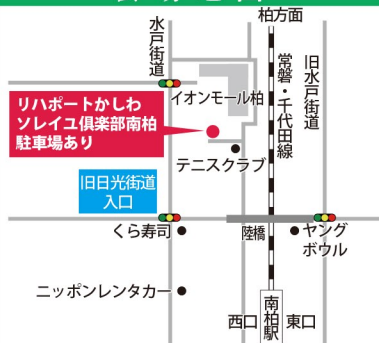 柏方面
水戸街道
常磐・千代田線
旧水戸街道
イオンモール柏
リハポートかしわ
ソレイユ倶楽部南柏
駐車場あり
テニスクラブ
旧日光街道
入口
くら寿司
陸橋
ヤング
ボウル
ニッポンレンタカー
南柏駅
西口
東口